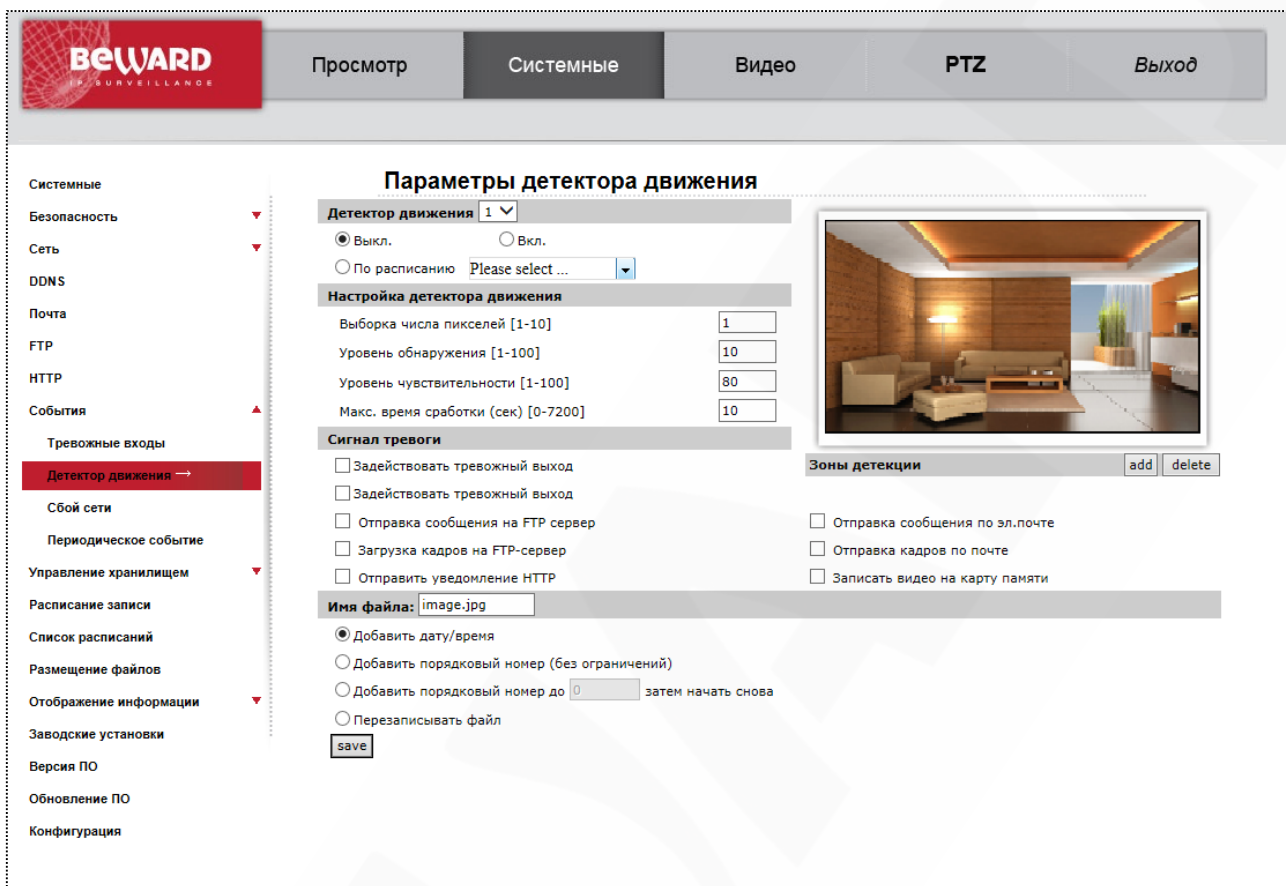 BEWARD
IP SURVEILLANCE
Просмотр
Системные
Видео
PTZ
Выход
Системные
Безопасность
Сеть
DDNS
Почта
FTP
HTTP
События
Тревожные входы
Детектор движения →
Сбой сети
Периодическое событие
Управление хранилищем
Расписание записи
Список расписаний
Размещение файлов
Отображение информации
Заводские установки
Версия ПО
Обновление ПО
Конфигурация
Параметры детектора движения
Детектор движения 1
Выкл. Вкл.
По расписанию Please select ...
Настройка детектора движения
Выборка числа пикселей [1-10] 1
Уровень обнаружения [1-100] 10
Уровень чувствительности [1-100] 80
Макс. время сработки (сек) [0-7200] 10
Сигнал тревоги
Зоны детекции add delete
Задействовать тревожный выход
Задействовать тревожный выход
Отправка сообщения на FTP сервер
Отправка сообщения по эл.почте
Загрузка кадров на FTP-сервер
Отправка кадров по почте
Отправить уведомление HTTP
Записать видео на карту памяти
Имя файла: image.jpg
Добавить дату/время
Добавить порядковый номер (без ограничений)
Добавить порядковый номер до 0 затем начать снова
Перезаписывать файл
save